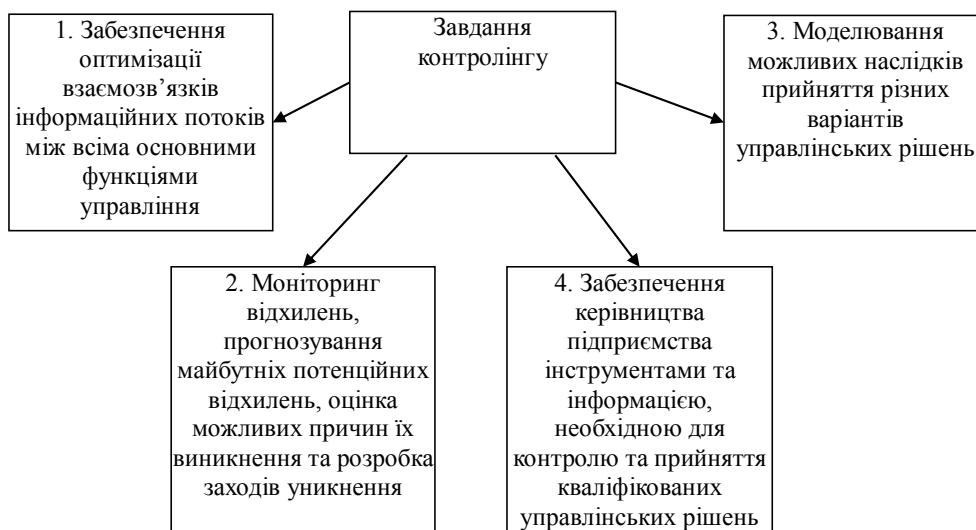 1. Забезпечення
оптимізації
взаємозв’язків
інформаційних потоків
між всіма основними
функціями
управління
Завдання
контролінгу
3. Моделювання
можливих наслідків
прийняття різних
варіантів
управлінських рішень
2. Моніторинг
відхилень,
прогнозування
майбутніх потенційних
відхилень, оцінка
можливих причин їх
виникнення та розробка
заходів уникнення
4. Забезпечення
керівництва
підприємства
інструментами та
інформацією,
необхідною для
контролю та прийняття
кваліфікованих
управлінських рішень